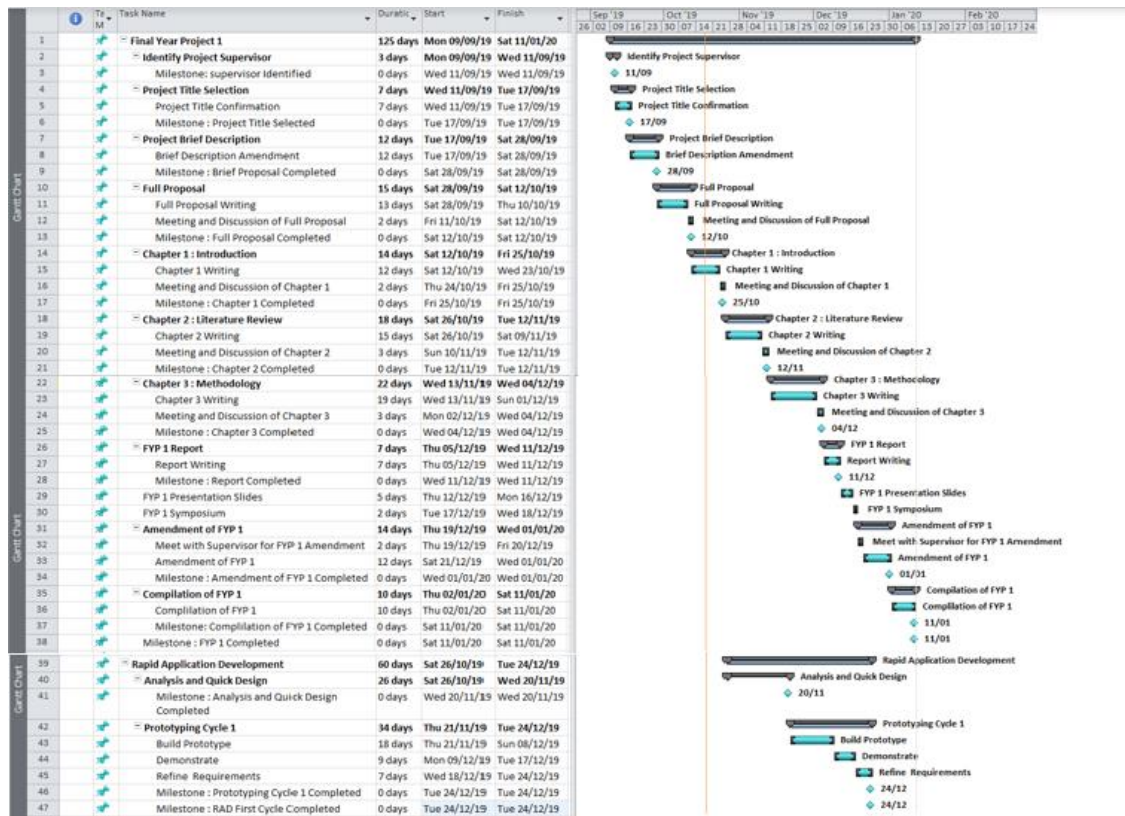 Ta M Task Name Duratic Start Finish Sep '19 Oct '19 Nov '19 Dec '19 Jan '20 Feb '20
26 02 09 16 23 30 07 14 21 28 04 11 18 25 02 09 16 23 30 06 13 20 27 03 10 17 24
Gantt Chart
1 Final Year Project 1 125 days Mon 09/09/19 Sat 11/01/20
2 Identify Project Supervisor 3 days Mon 09/09/19 Wed 11/09/19 Identify Project Supervisor
3 Milestone: supervisor Identified 0 days Wed 11/09/19 Wed 11/09/19 11/09
4 Project Title Selection 7 days Wed 11/09/19 Tue 17/09/19 Project Title Selection
5 Project Title Confirmation 7 days Wed 11/09/19 Tue 17/09/19 Project Title Confirmation
6 Milestone : Project Title Selected 0 days Tue 17/09/19 Tue 17/09/19 17/09
7 Project Brief Description 12 days Tue 17/09/19 Sat 28/09/19 Project Brief Description
8 Brief Description Amendment 12 days Tue 17/09/19 Sat 28/09/19 Brief Description Amendment
9 Milestone : Brief Proposal Completed 0 days Sat 28/09/19 Sat 28/09/19 28/09
10 Full Proposal 15 days Sat 28/09/19 Sat 12/10/19 Full Proposal
11 Full Proposal Writing 13 days Sat 28/09/19 Thu 10/10/19 Full Proposal Writing
12 Meeting and Discussion of Full Proposal 2 days Fri 11/10/19 Sat 12/10/19 Meeting and Discussion of Full Proposal
13 Milestone : Full Proposal Completed 0 days Sat 12/10/19 Sat 12/10/19 12/10
14 Chapter 1 : Introduction 14 days Sat 12/10/19 Fri 25/10/19 Chapter 1 : Introduction
15 Chapter 1 Writing 12 days Sat 12/10/19 Wed 23/10/19 Chapter 1 Writing
16 Meeting and Discussion of Chapter 1 2 days Thu 24/10/19 Fri 25/10/19 Meeting and Discussion of Chapter 1
17 Milestone : Chapter 1 Completed 0 days Fri 25/10/19 Fri 25/10/19 25/10
18 Chapter 2 : Literature Review 18 days Sat 26/10/19 Tue 12/11/19 Chapter 2 : Literature Review
19 Chapter 2 Writing 15 days Sat 26/10/19 Sat 09/11/19 Chapter 2 Writing
20 Meeting and Discussion of Chapter 2 3 days Sun 10/11/19 Tue 12/11/19 Meeting and Discussion of Chapter 2
21 Milestone : Chapter 2 Completed 0 days Tue 12/11/19 Tue 12/11/19 12/11
22 Chapter 3 : Methodology 22 days Wed 13/11/19 Wed 04/12/19 Chapter 3 : Methodology
23 Chapter 3 Writing 19 days Wed 13/11/19 Sun 01/12/19 Chapter 3 Writing
24 Meeting and Discussion of Chapter 3 3 days Mon 02/12/19 Wed 04/12/19 Meeting and Discussion of Chapter 3
25 Milestone : Chapter 3 Completed 0 days Wed 04/12/19 Wed 04/12/19 04/12
26 FYP 1 Report 7 days Thu 05/12/19 Wed 11/12/19 FYP 1 Report
27 Report Writing 7 days Thu 05/12/19 Wed 11/12/19 Report Writing
28 Milestone : Report Completed 0 days Wed 11/12/19 Wed 11/12/19 11/12
29 FYP 1 Presentation Slides 5 days Thu 12/12/19 Mon 16/12/19 FYP 1 Presentation Slides
30 FYP 1 Symposium 2 days Tue 17/12/19 Wed 18/12/19 FYP 1 Symposium
Gantt Chart
31 Amendment of FYP 1 14 days Thu 19/12/19 Wed 01/01/20 Amendment of FYP 1
32 Meet with Supervisor for FYP 1 Amendment 2 days Thu 19/12/19 Fri 20/12/19 Meet with Supervisor for FYP 1 Amendment
33 Amendment of FYP 1 12 days Sat 21/12/19 Wed 01/01/20 Amendment of FYP 1
34 Milestone : Amendment of FYP 1 Completed 0 days Wed 01/01/20 Wed 01/01/20 01/01
35 Compilation of FYP 1 10 days Thu 02/01/20 Sat 11/01/20 Compilation of FYP 1
36 Complilation of FYP 1 10 days Thu 02/01/20 Sat 11/01/20 Complilation of FYP 1
37 Milestone: Complilation of FYP 1 Completed 0 days Sat 11/01/20 Sat 11/01/20 11/01
38 Milestone : FYP 1 Completed 0 days Sat 11/01/20 Sat 11/01/20 11/01
Gantt Chart
39 Rapid Application Development 60 days Sat 26/10/19 Tue 24/12/19 Rapid Application Development
40 Analysis and Quick Design 26 days Sat 26/10/19 Wed 20/11/19 Analysis and Quick Design
41 Milestone : Analysis and Quick Design 0 days Wed 20/11/19 Wed 20/11/19 20/11
Completed
42 Prototyping Cycle 1 34 days Thu 21/11/19 Tue 24/12/19 Prototyping Cycle 1
43 Build Prototype 18 days Thu 21/11/19 Sun 08/12/19 Build Prototype
44 Demonstrate 9 days Mon 09/12/19 Tue 17/12/19 Demonstrate
45 Refine Requirements 7 days Wed 18/12/19 Tue 24/12/19 Refine Requirements
46 Milestone : Prototyping Cycle 1 Completed 0 days Tue 24/12/19 Tue 24/12/19 24/12
47 Milestone : RAD First Cycle Completed 0 days Tue 24/12/19 Tue 24/12/19 24/12